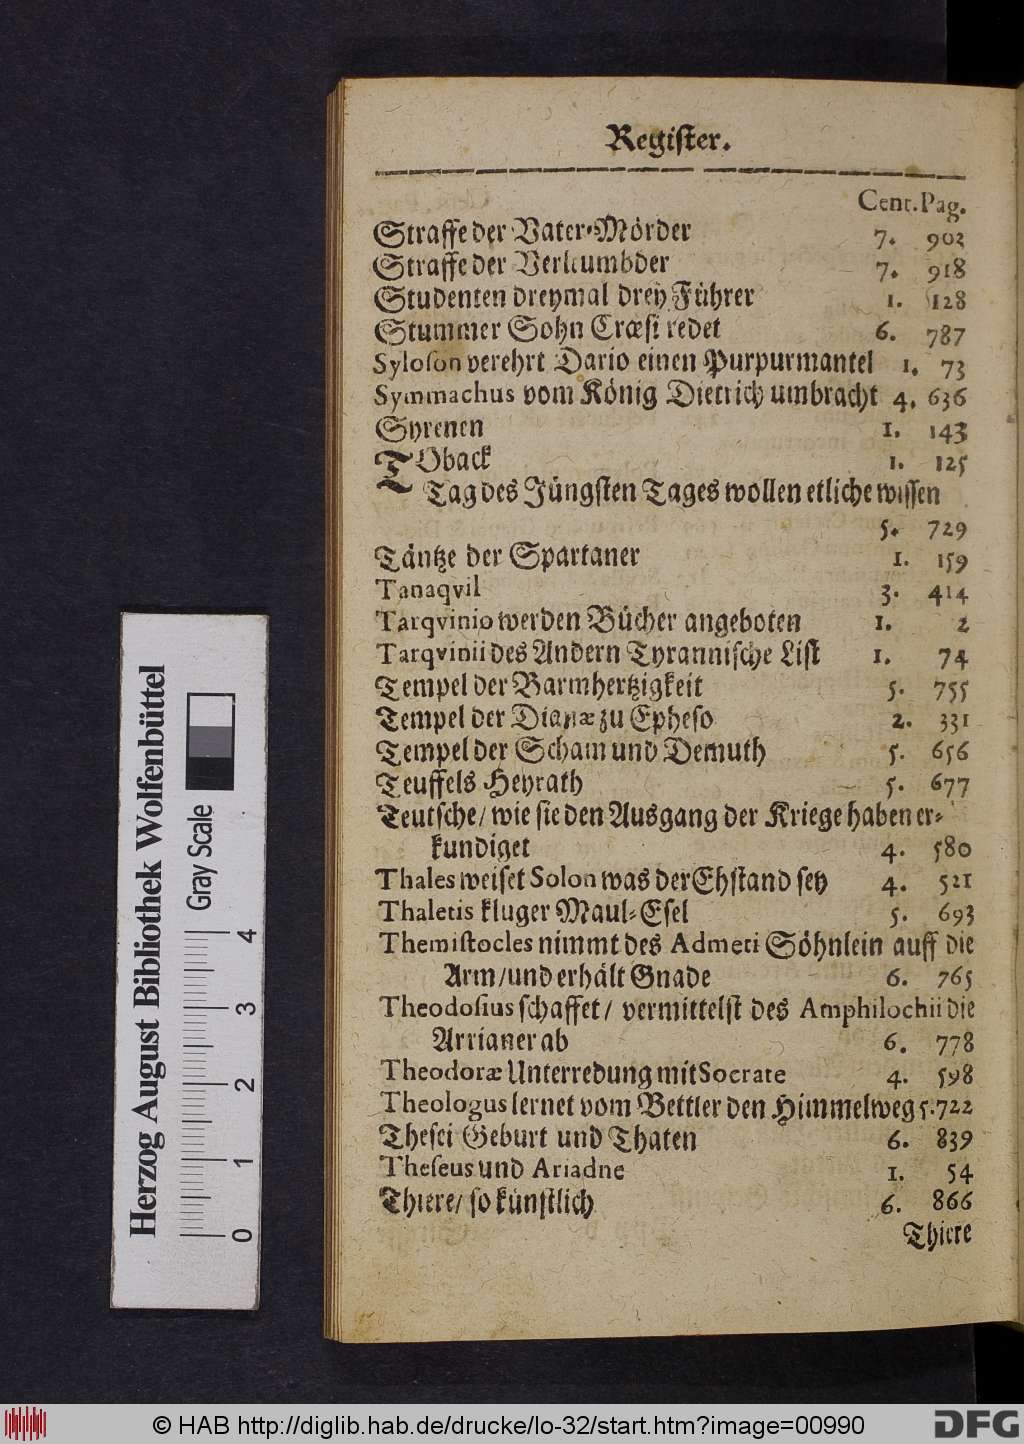 Regiſter.
Cent. Pag.
Straffe der Vater-Mörder 7. 903
Straffe der Verleumbder 7. 918
Studenten dreymal drey Führer 1. 128
Stummer Sohn Crœſi redet 6. 787
Syloſon verehrt Dario einen Purpurmantel 1. 73
Symmachus vom König Dietrich umbracht 4. 636
Syrenen 1. 143
TOback 1. 125
Tag des Jüngſten Tages wollen etliche wiſſen
5. 729
Täntze der Spartaner 1. 159
Tanaqvil 3. 414
Tarqvinio werden Bücher angeboten 1. 2
Tarqvinii des Andern Tyranniſche Liſt 1. 74
Tempel der Barmhertzigkeit 5. 755
Tempel der Dianæ zu Epheſo 2. 331
Tempel der Scham und Demuth 5. 656
Teuffels Heyrath 5. 677
Teutſche/ wie ſie den Ausgang der Kriege haben er-
kundiget 4. 580
Thales weiſet Solon was der Ehſtand ſey 4. 521
Thaletis kluger Maul-Eſel 5. 693
Themiſtocles nimmt des Admeti Söhnlein auff die
Arm/ und erhält Gnade 6. 765
Theodoſius ſchaffet/ vermittelſt des Amphilochii die
Arrianer ab 6. 778
Theodoræ Unterredung mit Socrate 4. 598
Theologus lernet vom Bettler den Himmelweg 5. 722
Theſei Geburt und Thaten 6. 839
Theſeus und Ariadne 1. 54
Thiere/ ſo künſtlich 6. 866
Thiere
Herzog August Bibliothek Wolfenbüttel
Gray Scale
0 1 2 3 4
© HAB http://diglib.hab.de/drucke/lo-32/start.htm?image=00990
DFG